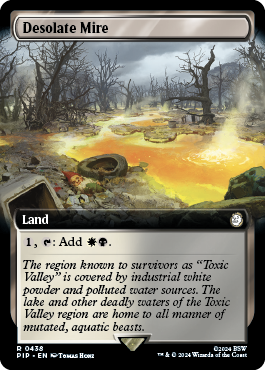 Desolate Mire
Land
1, : Add .
The region known to survivors as “Toxic
Valley” is covered by industrial white
powder and polluted water sources. The
lake and other deadly waters of the Toxic
Valley region are home to all manner of
mutated, aquatic beasts.
R 0438
PIP • EN Tomas Honz
©2024 BSW
™ & © 2024 Wizards of the Coast